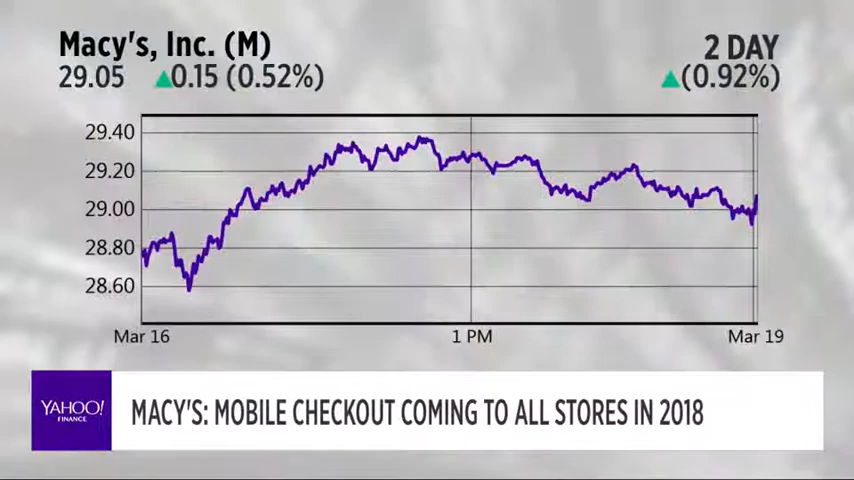 Macy's, Inc. (M)
2 DAY
29.05 ▲0.15 (0.52%)
▲(0.92%)
29.40
29.20
29.00
28.80
28.60
Mar 16
1 PM
Mar 19
YAHOO!
FINANCE
MACY'S: MOBILE CHECKOUT COMING TO ALL STORES IN 2018